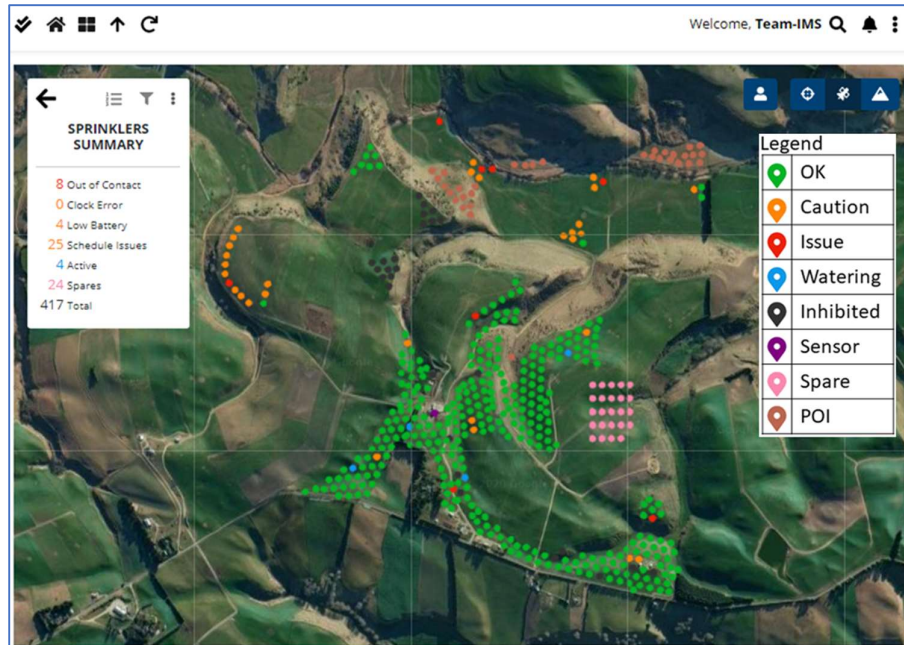 Welcome, Team-IMS
SPRINKLERS
SUMMARY
8 Out of Contact
0 Clock Error
4 Low Battery
25 Schedule Issues
4 Active
24 Spares
417 Total
Legend
OK
Caution
Issue
Watering
Inhibited
Sensor
Spare
POI